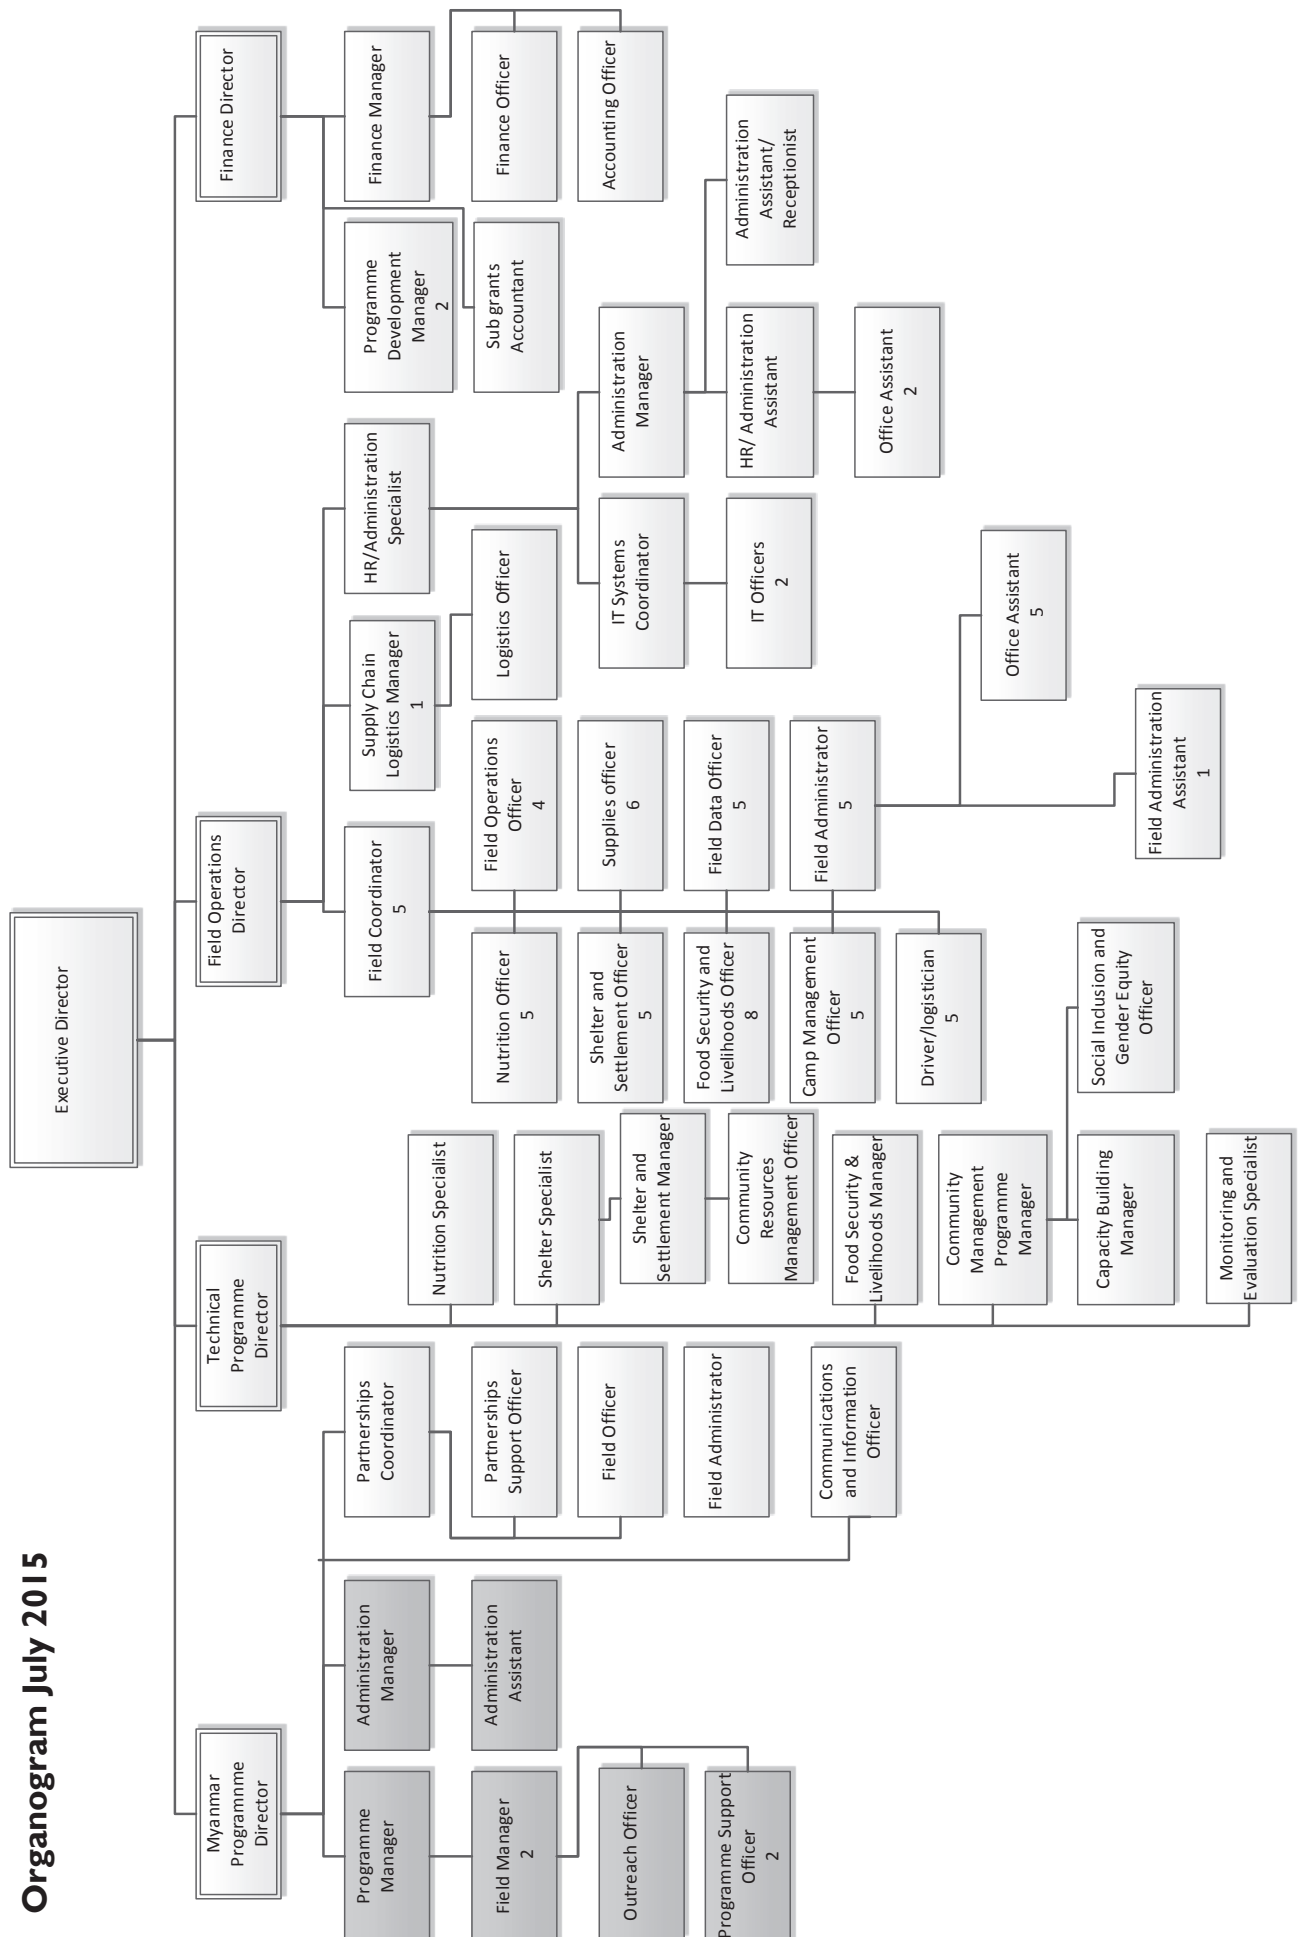 Organogram July 2015
Executive Director
Myanmar
Programnme
Director
Technical
Programme
Director
Field Operations
Director
Finance Director
Programme
Manager
Field Manager
2
Outreach Officer
Programme Support
Officer
2
Administration
Manager
Administration
Assistant
Partnerships
Coordinator
Partnerships
Support Officer
Field Officer
Field Administrator
Communications
and Information
Officer
Nutrition Specialist
Shelter Specialist
Shelter and
Settlement Manager
Community
Resources
Management Officer
Food Security &
Livelihoods Manager
Community
Management
Programme
Manager
Capacity Building
Manager
Social Inclusion and
Gender Equity
Officer
Monitoring and
Evaluation Specialist
Field Coordinator
5
Nutrition Officer
5
Field Operations
Officer
4
Shelter and
Settlement Officer
5
Supplies officer
6
Food Security and
Livelihoods Officer
8
Field Data Officer
5
Camp Management
Officer
5
Field Administrator
5
Driver/logistician
5
Office Assistant
5
Field Administration
Assistant
1
Supply Chain
Logistics Manager
1
Logistics Officer
HR/Administration
Specialist
IT Systems
Coordinator
IT Officers
2
Administration
Manager
HR/ Administration
Assistant
Office Assistant
2
Administration
Assistant/
Receptionist
Programme
Development
Manager
2
Sub grants
Accountant
Finance Manager
Finance Officer
Accounting Officer